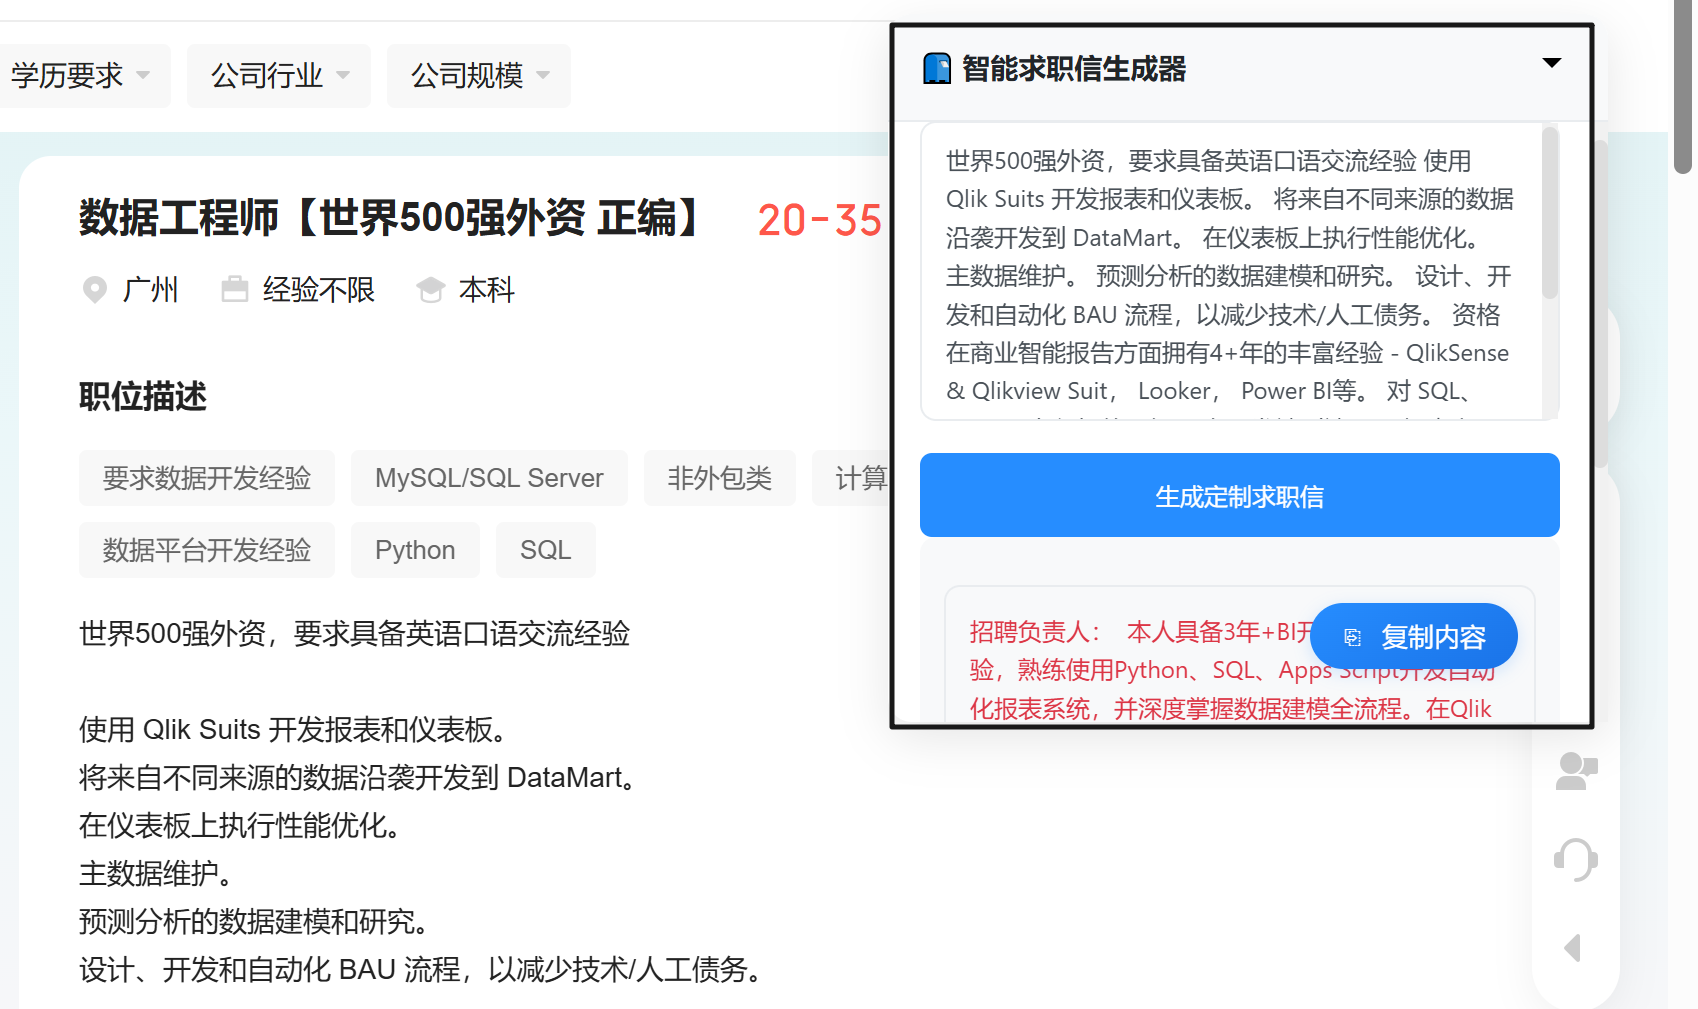 学历要求
公司行业
公司规模
数据工程师【世界500强外资 正编】
20-35
广州
经验不限
本科
职位描述
要求数据开发经验
MySQL/SQL Server
非外包类
计算
数据平台开发经验
Python
SQL
世界500强外资，要求具备英语口语交流经验
使用 Qlik Suits 开发报表和仪表板。
将来自不同来源的数据沿袭开发到 DataMart。
在仪表板上执行性能优化。
主数据维护。
预测分析的数据建模和研究。
设计、开发和自动化 BAU 流程，以减少技术/人工债务。
智能求职信生成器
世界500强外资，要求具备英语口语交流经验 使用
Qlik Suits 开发报表和仪表板。 将来自不同来源的数据
沿袭开发到 DataMart。 在仪表板上执行性能优化。
主数据维护。 预测分析的数据建模和研究。 设计、开
发和自动化 BAU 流程，以减少技术/人工债务。 资格
在商业智能报告方面拥有4+年的丰富经验 - QlikSense
& Qlikview Suit， Looker， Power BI等。 对 SQL、
生成定制求职信
招聘负责人： 本人具备3年+BI开
复制内容
验，熟练使用Python、SQL、Apps Script开发自动
化报表系统，并深度掌握数据建模全流程。在Qlik